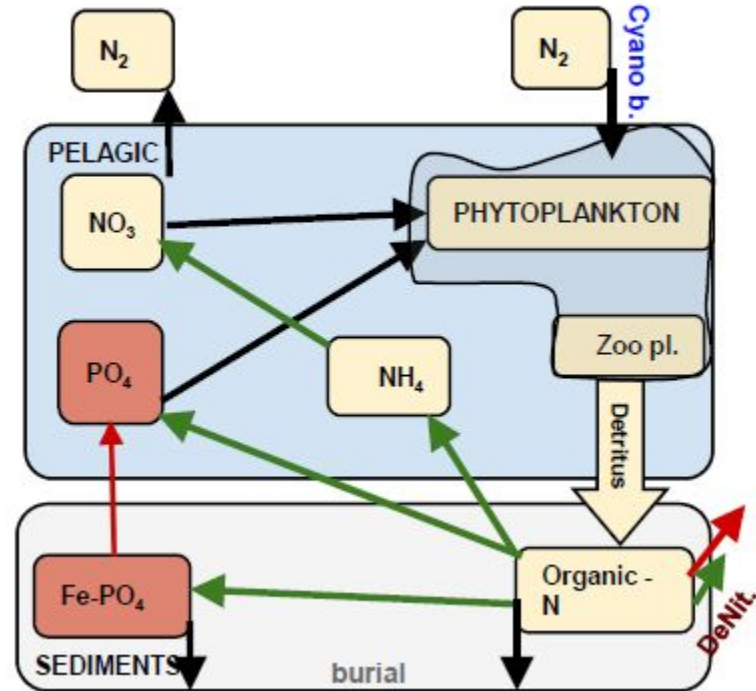 N₂
N₂
Cyano b.
PELAGIC
NO₃
PHYTOPLANKTON
PO₄
NH₄
Zoo pl.
Detritus
Fe-PO₄
Organic -
N
DeNit.
SEDIMENTS
burial